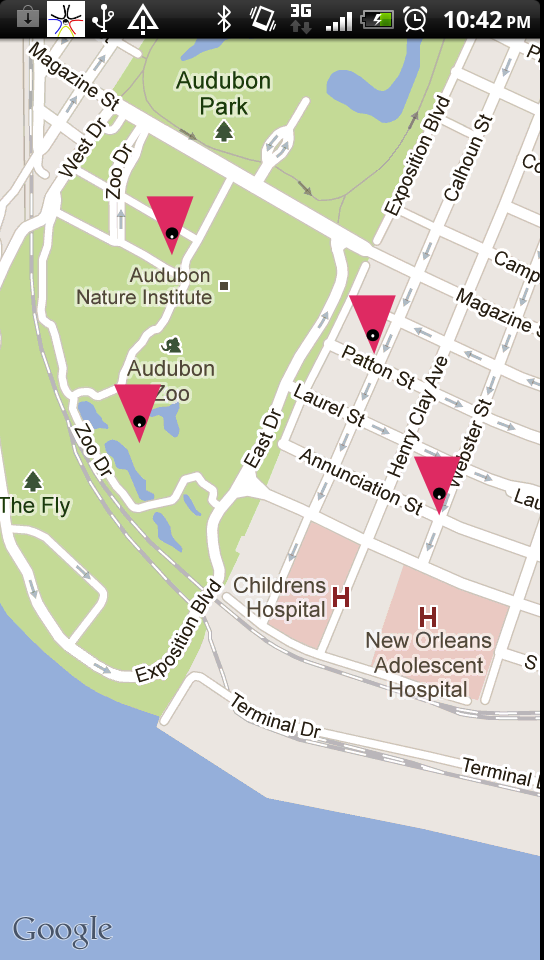 3G
10:42 PM
Magazine St
Audubon
Park
West Dr
Zoo Dr
Exposition Blvd
Calhoun St
Camp
Audubon
Nature Institute
Magazine S
Audubon
Zoo
Patton St
Henry Clay Ave
Laurel St
Webster St
East Dr
Zoo Dr
Annunciation St
Lau
The Fly
Childrens
Hospital
H
H
New Orleans
Adolescent
Hospital
Exposition Blvd
S
Terminal Dr
Terminal
Google